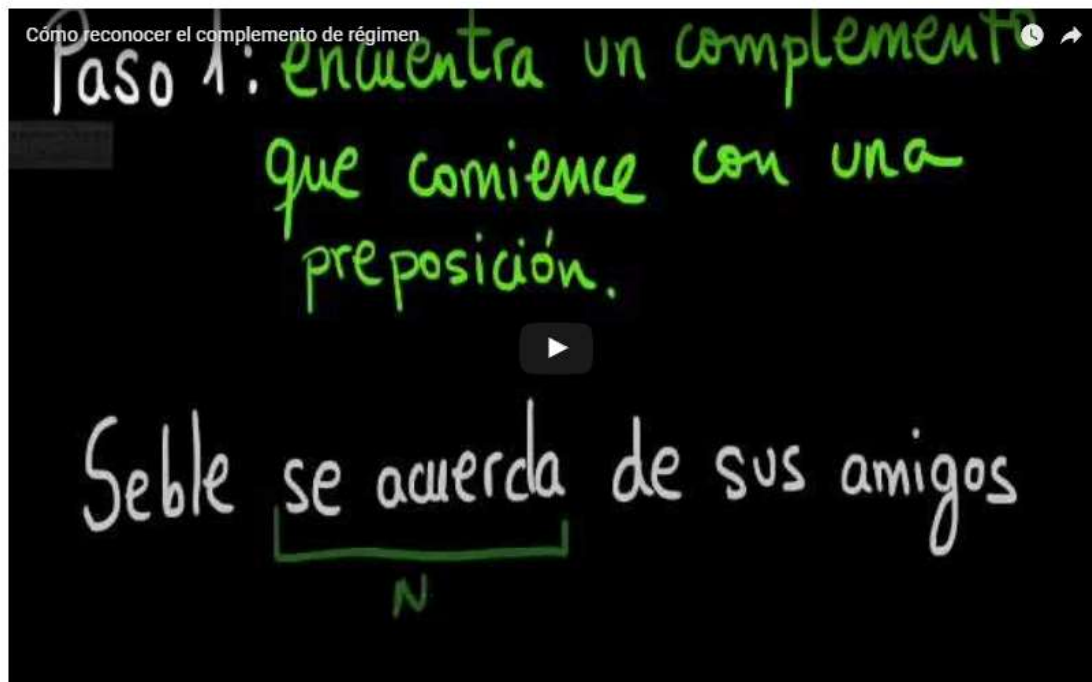 Cómo reconocer el complemento de régimen
Paso 1: encuentra un complemento
que comience con una
preposición.
Seble se acuerda de sus amigos
N